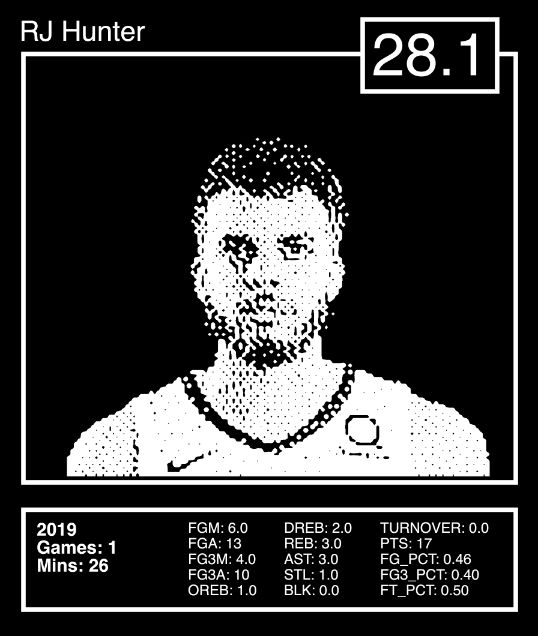 RJ Hunter
28.1
2019
Games: 1
Mins: 26
FGM: 6.0
FGA: 13
FG3M: 4.0
FG3A: 10
OREB: 1.0
DREB: 2.0
REB: 3.0
AST: 3.0
STL: 1.0
BLK: 0.0
TURNOVER: 0.0
PTS: 17
FG_PCT: 0.46
FG3_PCT: 0.40
FT_PCT: 0.50